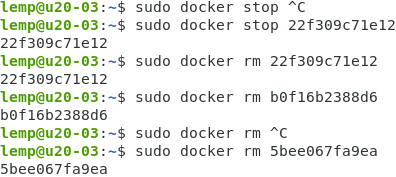 lemp@u20-03:~$ sudo docker stop ^C
lemp@u20-03:~$ sudo docker stop 22f309c71e12
22f309c71e12
lemp@u20-03:~$ sudo docker rm 22f309c71e12
22f309c71e12
lemp@u20-03:~$ sudo docker rm b0f16b2388d6
b0f16b2388d6
lemp@u20-03:~$ sudo docker rm ^C
lemp@u20-03:~$ sudo docker rm 5bee067fa9ea
5bee067fa9ea